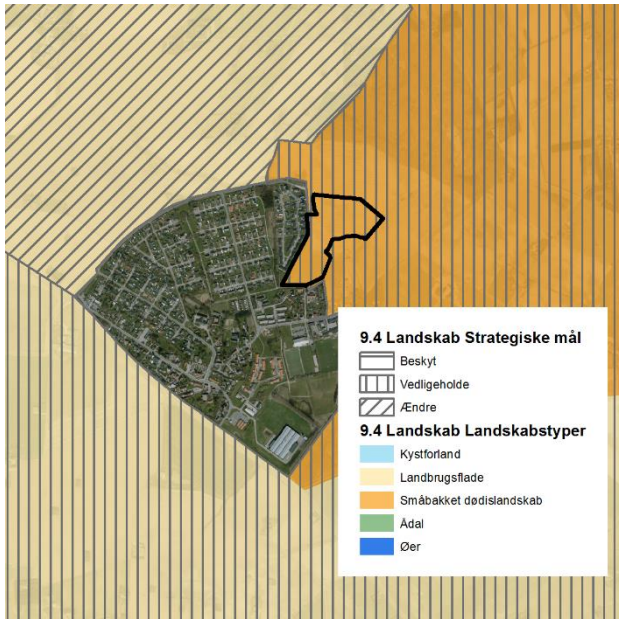 9.4 Landskab Strategiske mål
Beskyt
Vedligeholde
Ændre
9.4 Landskab Landskabstyper
Kystforland
Landbrugsflade
Småbakket dødislandskab
Ådal
Øer